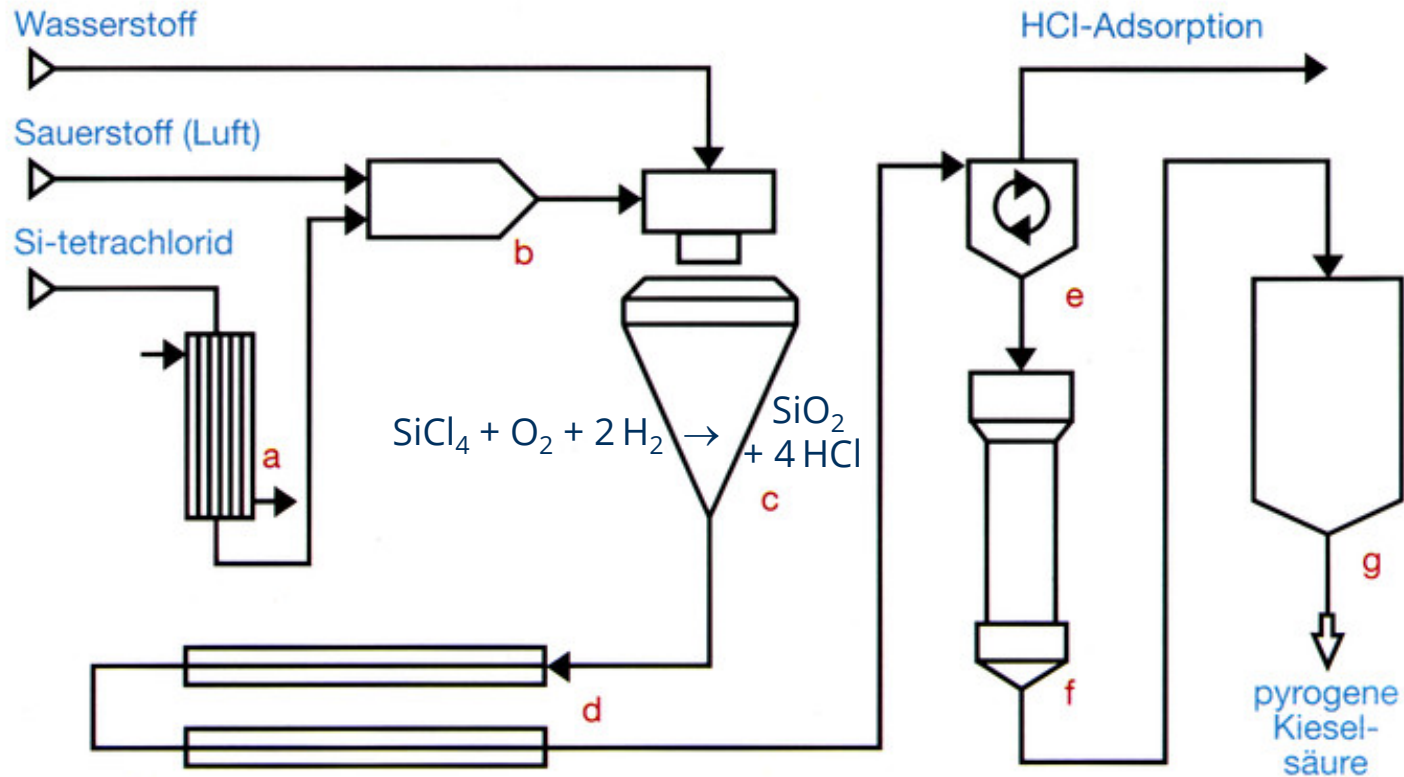 Wasserstoff
HCl-Adsorption
Sauerstoff (Luft)
Si-tetrachlorid
b
e
a
SiCl₄ + O₂ + 2 H₂ → SiO₂
+ 4 HCl
c
g
d
f
pyrogene
Kiesel-
säure